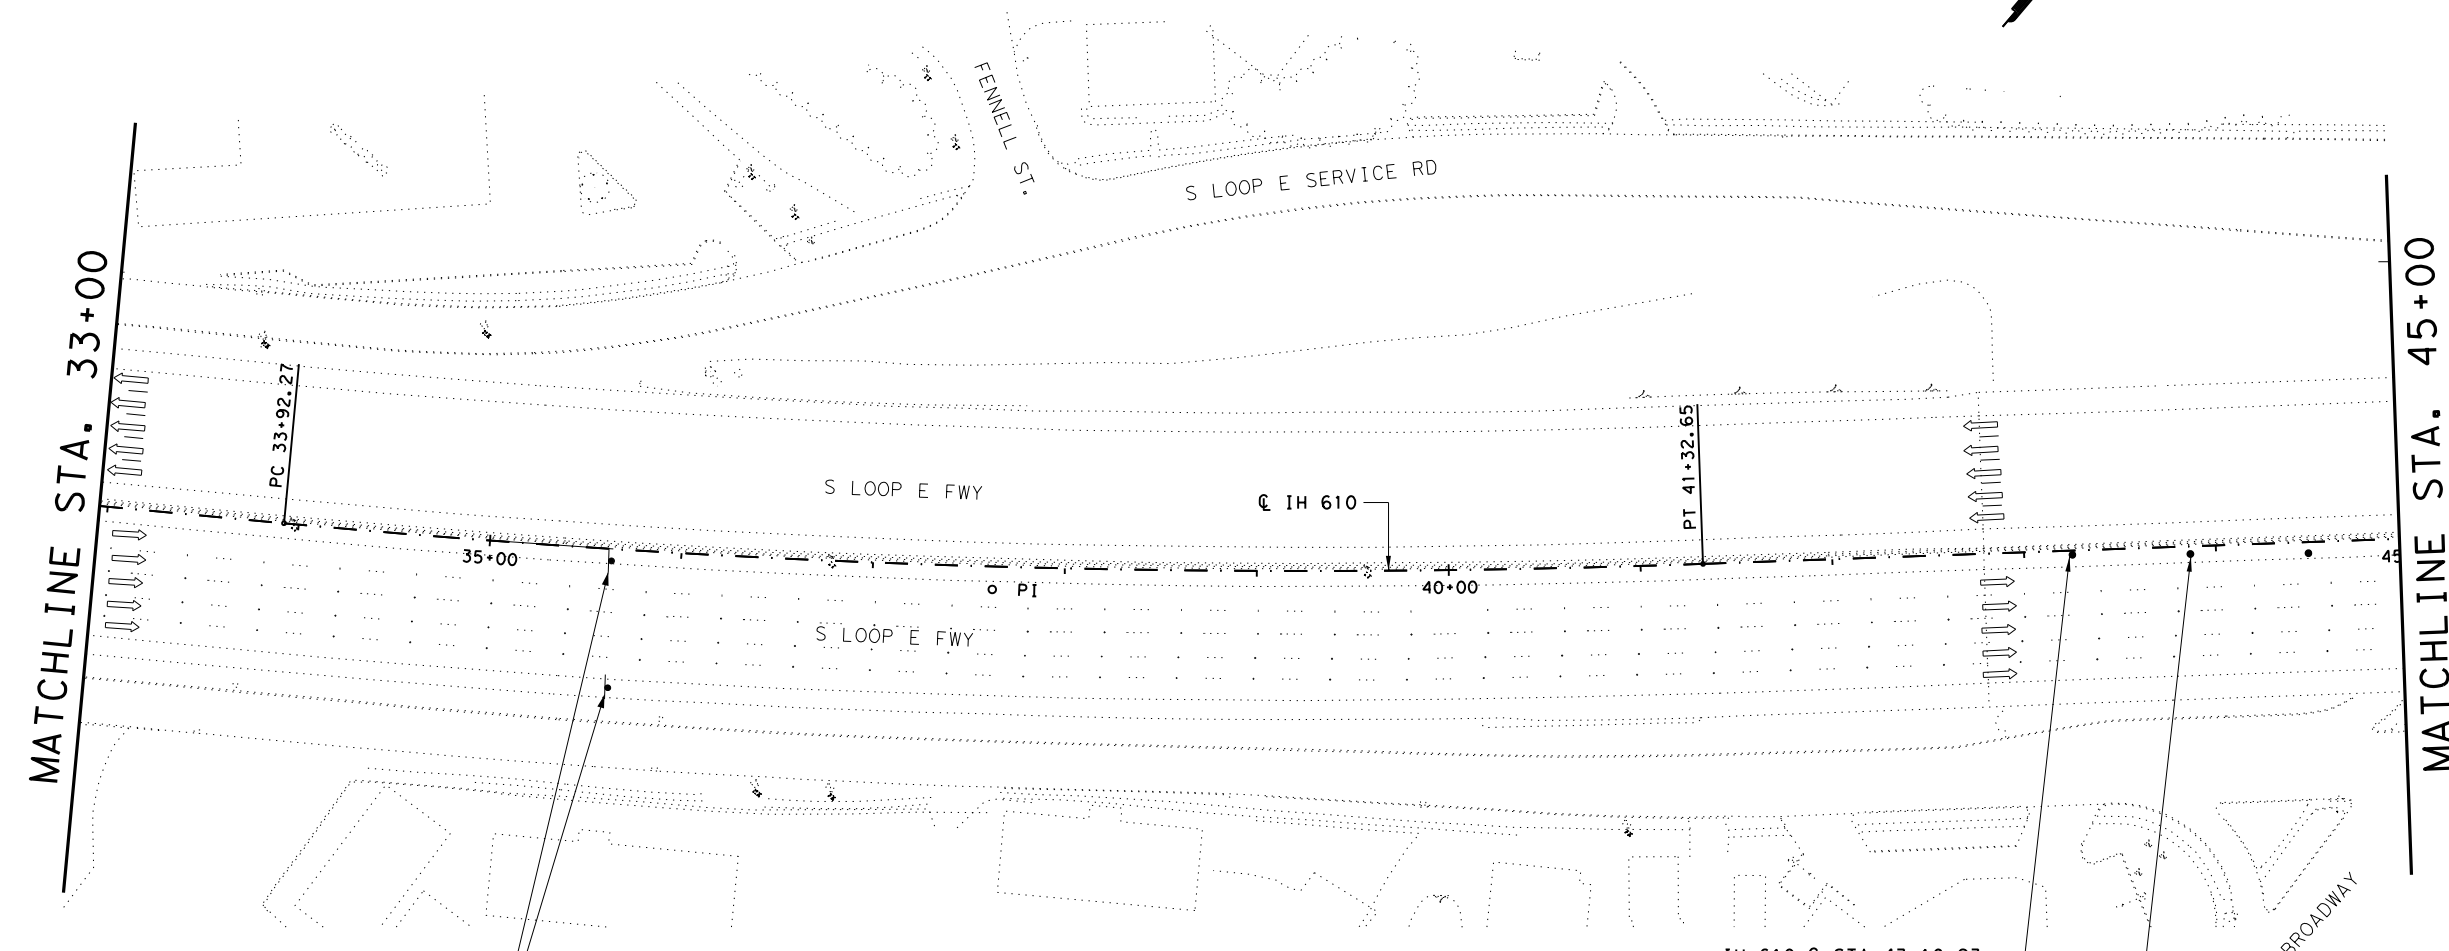 FENNELL ST.
S LOOP E SERVICE RD
MATCHLINE STA. 33+00
PC 33+92.27
S LOOP E FWY
℄ IH 610
PT 41+32.65
MATCHLINE STA. 45+00
35+00
PI
40+00
45
S LOOP E FWY
BROADWAY